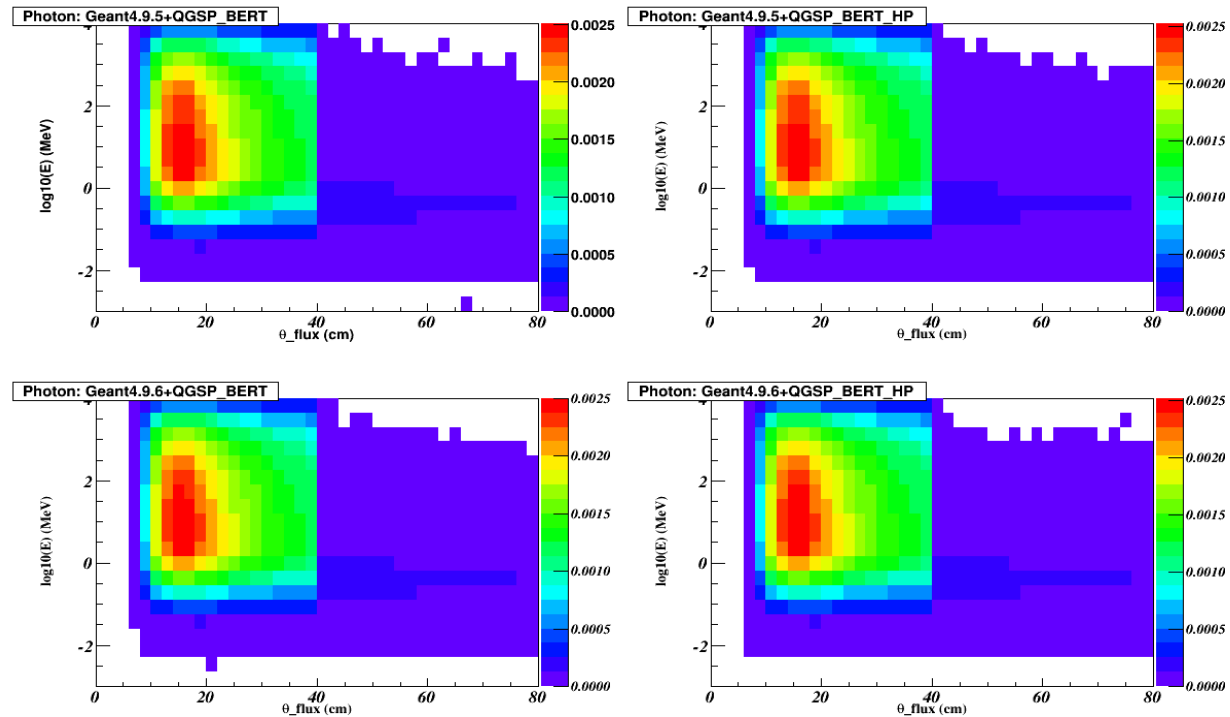 Photon: Geant4.9.5+QGSP_BERT
log10(E) (MeV)
4
2
0
-2
0 20 40 60 80
θ_flux (cm)
0.0025
0.0020
0.0015
0.0010
0.0005
0.0000
Photon: Geant4.9.5+QGSP_BERT_HP
log10(E) (MeV)
4
2
0
-2
0 20 40 60 80
θ_flux (cm)
0.0025
0.0020
0.0015
0.0010
0.0005
0.0000
Photon: Geant4.9.6+QGSP_BERT
log10(E) (MeV)
4
2
0
-2
0 20 40 60 80
θ_flux (cm)
0.0025
0.0020
0.0015
0.0010
0.0005
0.0000
Photon: Geant4.9.6+QGSP_BERT_HP
log10(E) (MeV)
4
2
0
-2
0 20 40 60 80
θ_flux (cm)
0.0025
0.0020
0.0015
0.0010
0.0005
0.0000